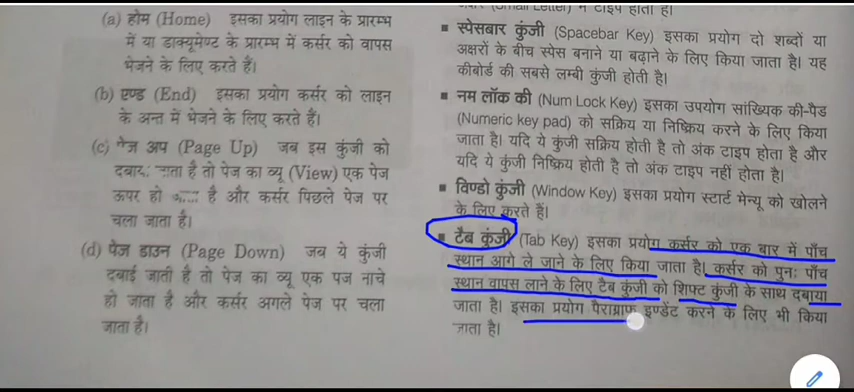 (a) होम (Home) इसका प्रयोग लाइन के प्रारम्भ
में या डाक्यूमेण्ट के प्रारम्भ में कर्सर को वापस
भेजने के लिए करते हैं।
(b) एण्ड (End) इसका प्रयोग कर्सर को लाइन
के अन्त में भेजने के लिए करते हैं।
(c) पेज अप (Page Up) जब इस कुंजी को
जाता है तो पेज का व्यू (View) एक पेज
ऊपर हो है और कर्सर पिछले पेज पर
चला जाता है।
(d) पेज डाउन (Page Down) जब ये कुंजी
दबाई जाती है तो पेज का व्यू एक पेज नीचे
हो जाता है और कर्सर अगले पेज पर चला
जाता है।
(Small Letter) में टाइप होता है।
■ स्पेसबार कुंजी (Spacebar Key) इसका प्रयोग दो शब्दों या
अक्षरों के बीच स्पेस बनाने या बढ़ाने के लिए किया जाता है। यह
कीबोर्ड की सबसे लम्बी कुंजी होती है।
■ नम लॉक की (Num Lock Key) इसका उपयोग सांख्यिक की-पैड
(Numeric key pad) को सक्रिय या निष्क्रिय करने के लिए किया
जाता है। यदि ये कुंजी सक्रिय होती है तो अंक टाइप होता है और
यदि ये कुंजी निष्क्रिय होती है तो अंक टाइप नहीं होता है।
■ विण्डो कुंजी (Window Key) इसका प्रयोग स्टार्ट मेन्यू को खोलने
के लिए करते हैं।
■ टैब कुंजी (Tab Key) इसका प्रयोग कर्सर को एक बार में पाँच
स्थान आगे ले जाने के लिए किया जाता है। कर्सर को पुनः पाँच
स्थान वापस लाने के लिए टैब कुंजी को शिफ्ट कुंजी के साथ दबाया
जाता है। इसका प्रयोग पैराग्राफ इण्डेंट करने के लिए भी किया
जाता है।